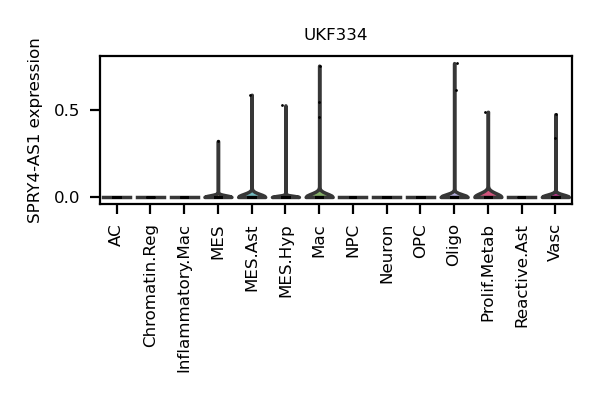 UKF334
SPRY4-AS1 expression
0.5
0.0
AC
Chromatin.Reg
Inflammatory.Mac
MES
MES.Ast
MES.Hyp
Mac
NPC
Neuron
OPC
Oligo
Prolif.Metab
Reactive.Ast
Vasc